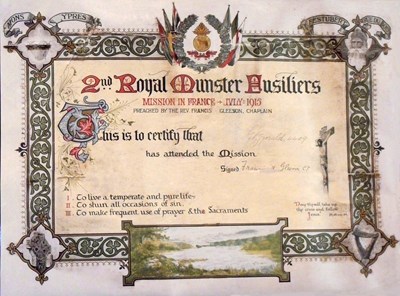 MONS
YPRES
FESTUBERT
2nd Royal Munster Fusiliers
MISSION IN FRANCE - JULY 1915
PREACHED BY THE REV. FRANCIS GLEESON, CHAPLAIN
This is to certify that
has attended the Mission
Signed Francis
I. To live a temperate and pure life
II. To shun all occasions of sin
III. To make frequent use of prayer & the Sacraments